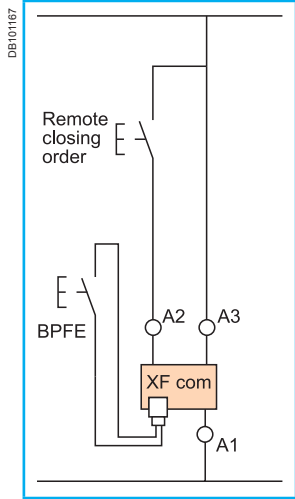 DB101167
Remote
closing
order
BPFE
A2
A3
XF com
A1